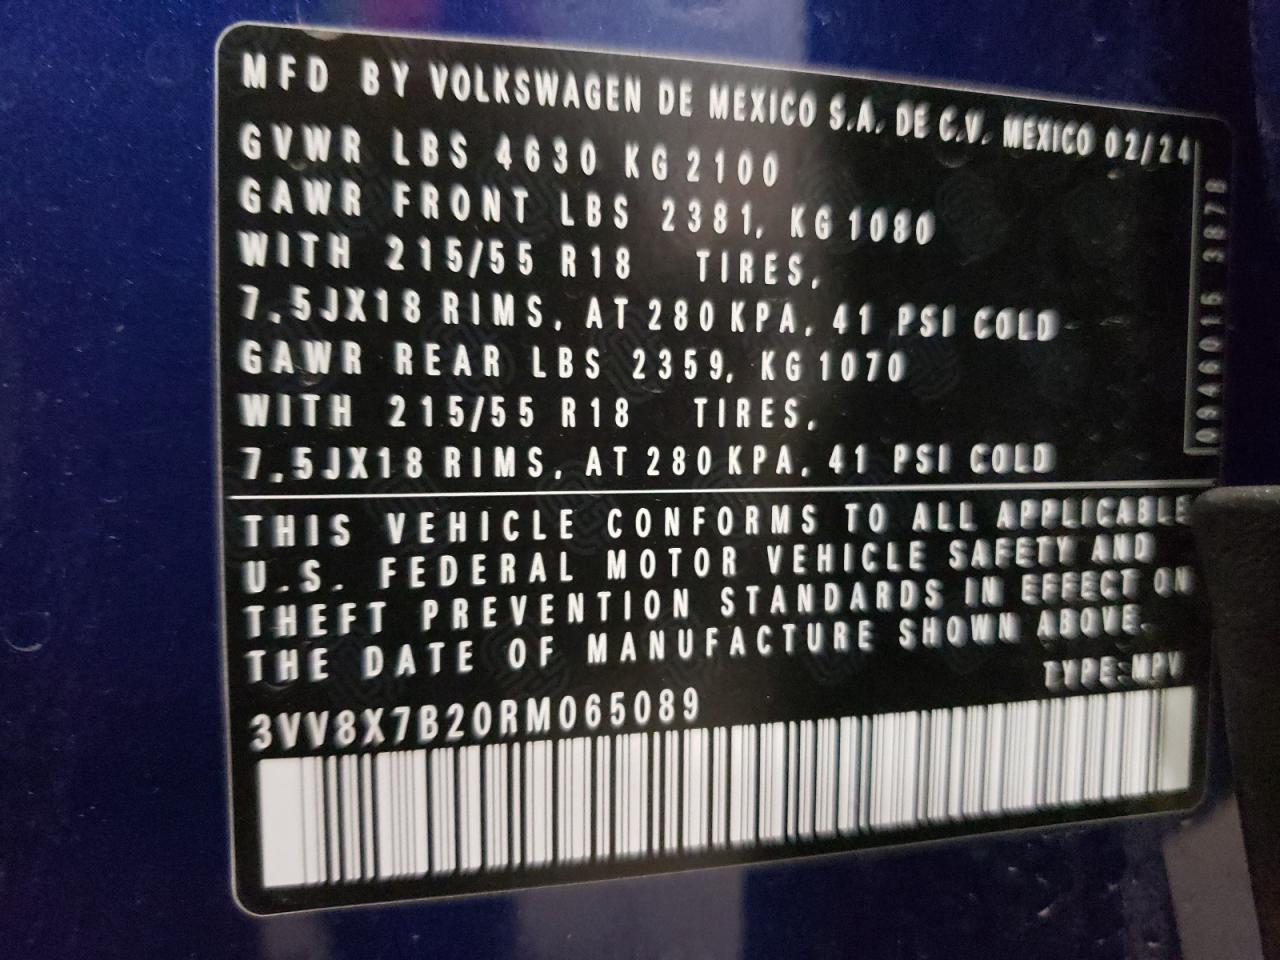 MFD BY VOLKSWAGEN DE MEXICO S.A. DE C.V. MEXICO 02/24
GVWR LBS 4630 KG 2100
GAWR FRONT LBS 2381, KG 1080
WITH 215/55 R18 TIRES,
7.5JX18 RIMS, AT 280 KPA, 41 PSI COLD
GAWR REAR LBS 2359, KG 1070
WITH 215/55 R18 TIRES,
7.5JX18 RIMS, AT 280 KPA, 41 PSI COLD
0946016 3878
THIS VEHICLE CONFORMS TO ALL APPLICABLE
U.S. FEDERAL MOTOR VEHICLE SAFETY AND
THEFT PREVENTION STANDARDS IN EFFECT ON
THE DATE OF MANUFACTURE SHOWN ABOVE.
TYPE:MPV
3VV8X7B20RM065089